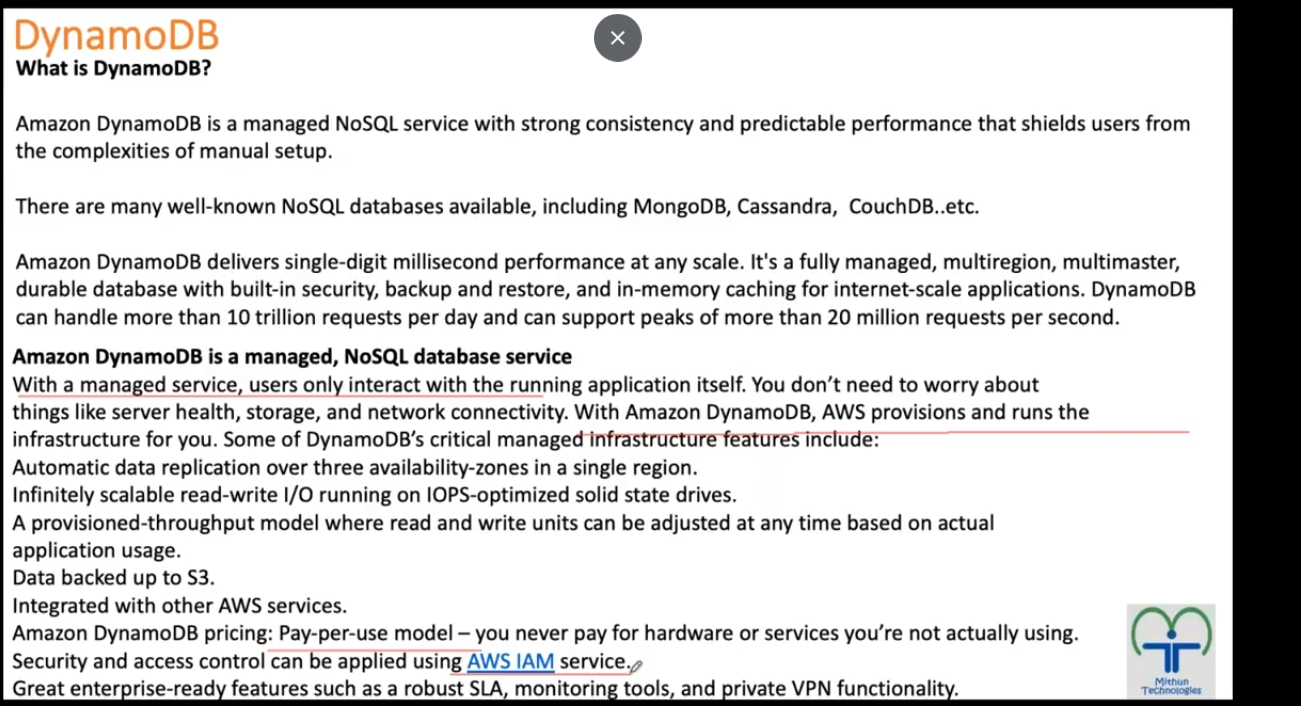 DynamoDB
What is DynamoDB?
Amazon DynamoDB is a managed NoSQL service with strong consistency and predictable performance that shields users from
the complexities of manual setup.
There are many well-known NoSQL databases available, including MongoDB, Cassandra, CouchDB..etc.
Amazon DynamoDB delivers single-digit millisecond performance at any scale. It's a fully managed, multiregion, multimaster,
durable database with built-in security, backup and restore, and in-memory caching for internet-scale applications. DynamoDB
can handle more than 10 trillion requests per day and can support peaks of more than 20 million requests per second.
Amazon DynamoDB is a managed, NoSQL database service
With a managed service, users only interact with the running application itself. You don’t need to worry about
things like server health, storage, and network connectivity. With Amazon DynamoDB, AWS provisions and runs the
infrastructure for you. Some of DynamoDB’s critical managed infrastructure features include:
Automatic data replication over three availability-zones in a single region.
Infinitely scalable read-write I/O running on IOPS-optimized solid state drives.
A provisioned-throughput model where read and write units can be adjusted at any time based on actual
application usage.
Data backed up to S3.
Integrated with other AWS services.
Amazon DynamoDB pricing: Pay-per-use model – you never pay for hardware or services you’re not actually using.
Security and access control can be applied using AWS IAM service.
Great enterprise-ready features such as a robust SLA, monitoring tools, and private VPN functionality.
Mithun
Technologies